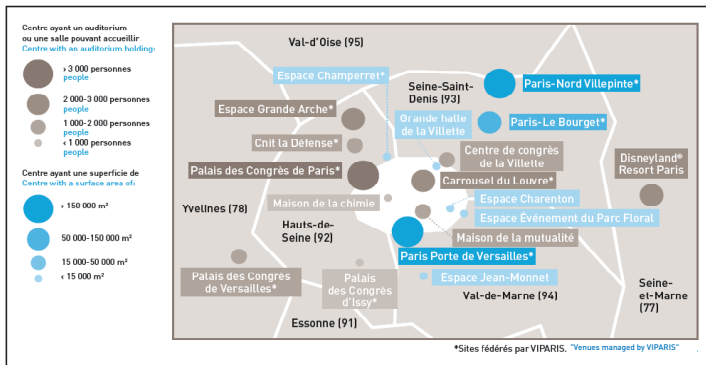 Centre ayant un auditorium
ou une salle pouvant accueillir
Centre with an auditorium holding:
> 3 000 personnes
people
2 000-3 000 personnes
people
1 000-2 000 personnes
people
< 1 000 personnes
people
Centre ayant une superficie de
Centre with a surface area of:
> 150 000 m²
50 000-150 000 m²
15 000-50 000 m²
< 15 000 m²
Val-d'Oise (95)
Espace Champerret*
Seine-Saint-
Denis (93)
Paris-Nord Villepinte*
Espace Grande Arche*
Grande halle
de la Villette
Paris-Le Bourget*
Cnit la Défense*
Centre de congrès
de la Villette
Palais des Congrès de Paris*
Carrousel du Louvre*
Disneyland®
Resort Paris
Maison de la chimie
Espace Charenton
Yvelines (78)
Espace Événement du Parc Floral
Hauts-de-
Seine (92)
Maison de la mutualité
Paris Porte de Versailles*
Palais des Congrès
de Versailles*
Palais
des Congrès
d'Issy*
Espace Jean-Monnet
Val-de-Marne (94)
Seine-
et-Marne
(77)
Essonne (91)
*Sites fédérés par VIPARIS. "Venues managed by VIPARIS"